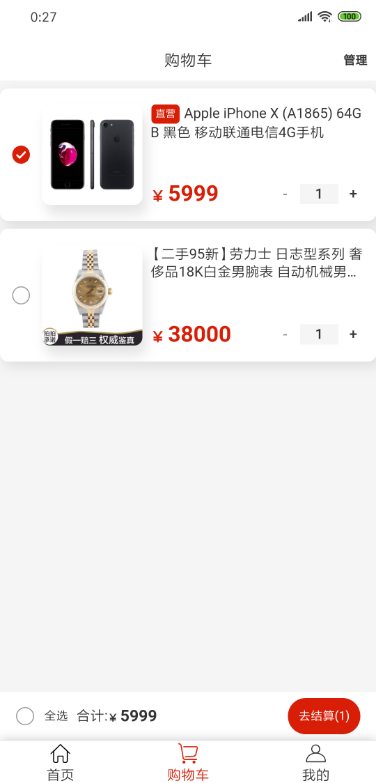 0:27
100
购物车
管理
直营 Apple iPhone X (A1865) 64G
B 黑色 移动联通电信4G手机
¥ 5999
- 1 +
【二手95新】劳力士 日志型系列 奢
侈品18K白金男腕表 自动机械男...
假一赔三 权威鉴真
¥ 38000
- 1 +
全选 合计:¥ 5999
去结算(1)
首页
购物车
我的